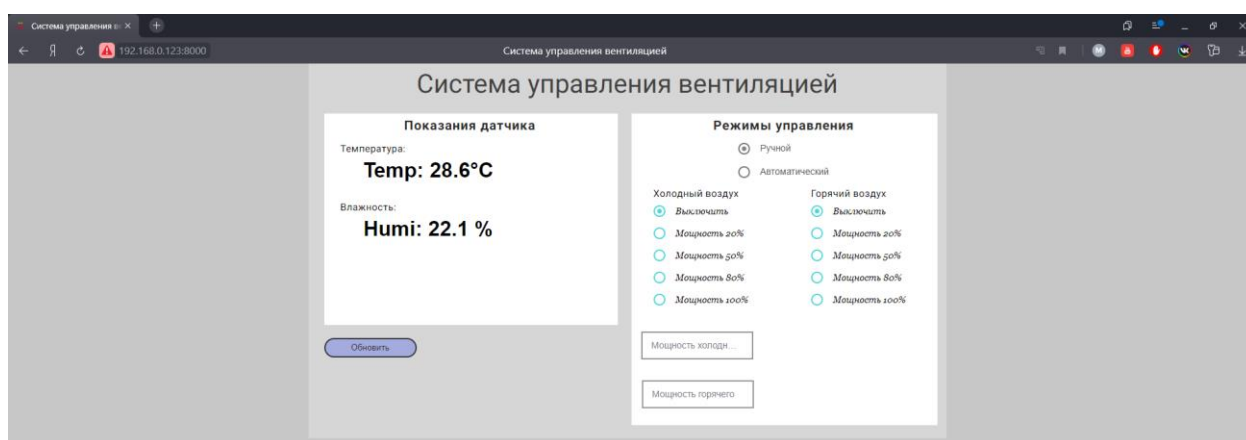 Система управления в
192.168.0.123:8000
Система управления вентиляцией
Система управления вентиляцией
Показания датчика
Температура:
Temp: 28.6°C
Влажность:
Humi: 22.1 %
Обновить
Режимы управления
Ручной
Автоматический
Холодный воздух
Выключить
Мощность 20%
Мощность 50%
Мощность 80%
Мощность 100%
Горячий воздух
Выключить
Мощность 20%
Мощность 50%
Мощность 80%
Мощность 100%
Мощность холодн...
Мощность горячего